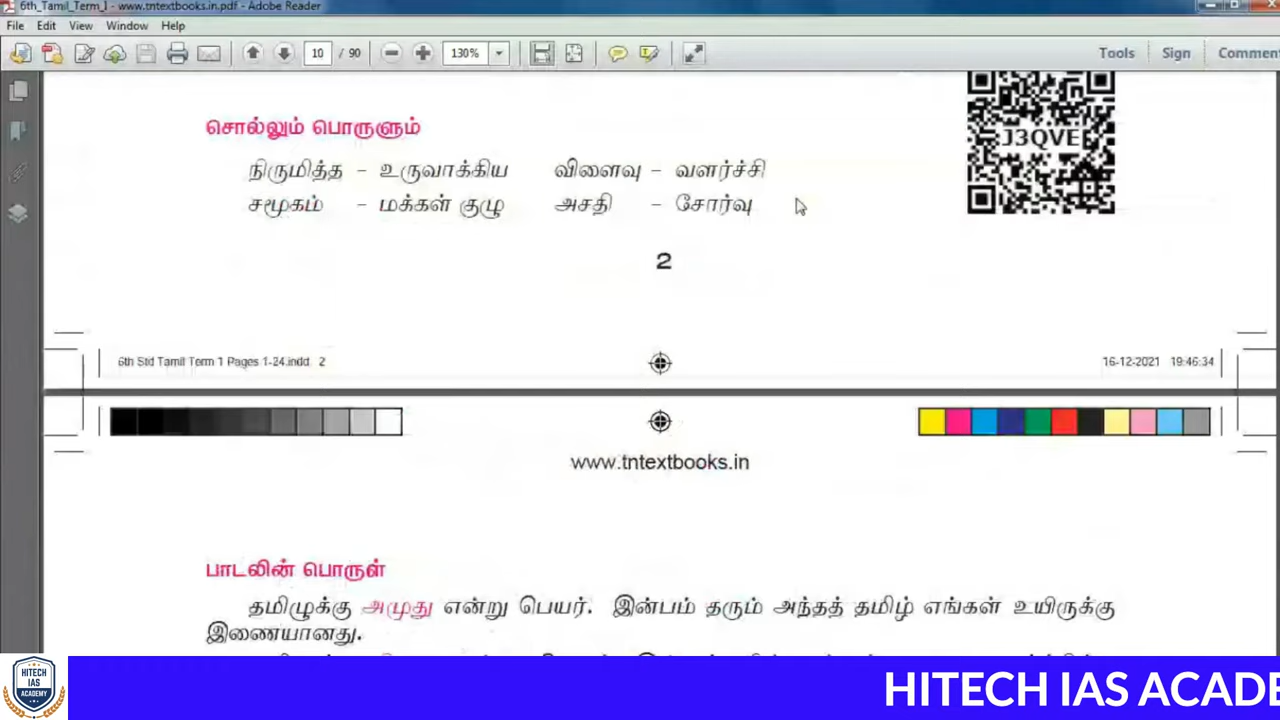 6th_Tamil_Term_I - www.tntextbooks.in.pdf - Adobe Reader
File Edit View Window Help
10 / 90 130% Tools Sign Comment
சொல்லும் பொருளும்
J3QVE
நிருமித்த - உருவாக்கிய விளைவு - வளர்ச்சி
சமூகம் - மக்கள் குழு அசதி - சோர்வு
2
6th Std Tamil Term 1 Pages 1-24.indd 2 16-12-2021 19:46:34
www.tntextbooks.in
பாடலின் பொருள்
தமிழுக்கு அமுது என்று பெயர். இன்பம் தரும் அந்தத் தமிழ் எங்கள் உயிருக்கு
இணையானது.
HITECH IAS ACADEMY
HITECH IAS ACADE